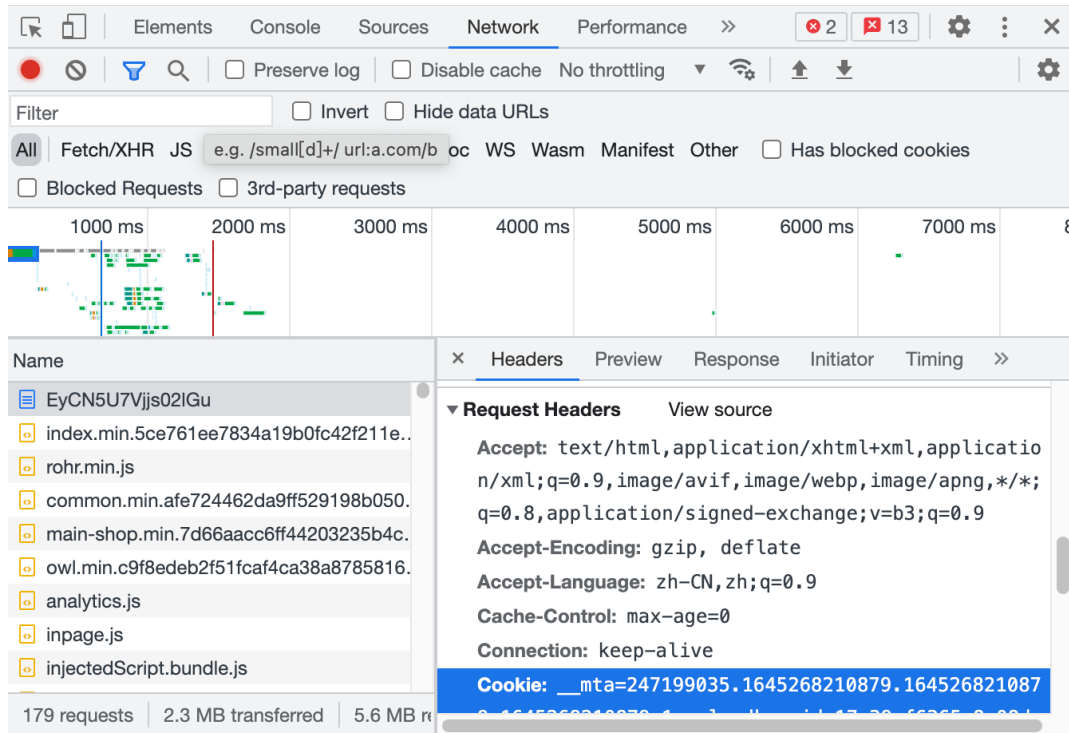 Elements Console Sources Network Performance » 2 13
Preserve log Disable cache No throttling
Filter Invert Hide data URLs
All Fetch/XHR JS e.g. /small[d]+/ url:a.com/b oc WS Wasm Manifest Other Has blocked cookies
Blocked Requests 3rd-party requests
1000 ms 2000 ms 3000 ms 4000 ms 5000 ms 6000 ms 7000 ms 8
Name
× Headers Preview Response Initiator Timing »
EyCN5U7Vjjs02lGu
index.min.5ce761ee7834a19b0fc42f211e..
rohr.min.js
common.min.afe724462da9ff529198b050.
main-shop.min.7d66aacc6ff44203235b4c.
owl.min.c9f8edeb2f51fcaf4ca38a8785816.
analytics.js
inpage.js
injectedScript.bundle.js
Request Headers View source
Accept: text/html,application/xhtml+xml,applicatio
n/xml;q=0.9,image/avif,image/webp,image/apng,*/*;
q=0.8,application/signed-exchange;v=b3;q=0.9
Accept-Encoding: gzip, deflate
Accept-Language: zh-CN,zh;q=0.9
Cache-Control: max-age=0
Connection: keep-alive
Cookie: __mta=247199035.1645268210879.164526821087
179 requests 2.3 MB transferred 5.6 MB